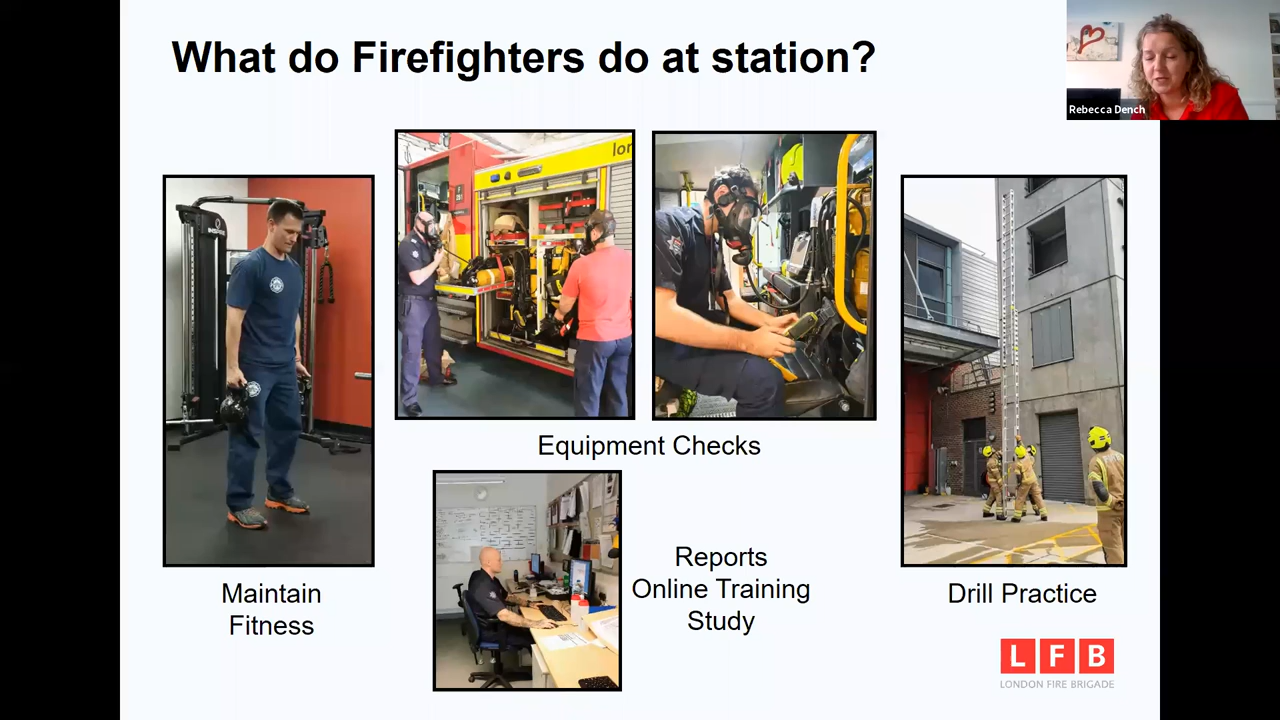 What do Firefighters do at station?
Rebecca Dench
lon
Equipment Checks
Reports
Online Training
Study
Maintain
Fitness
Drill Practice
L F B
LONDON FIRE BRIGADE